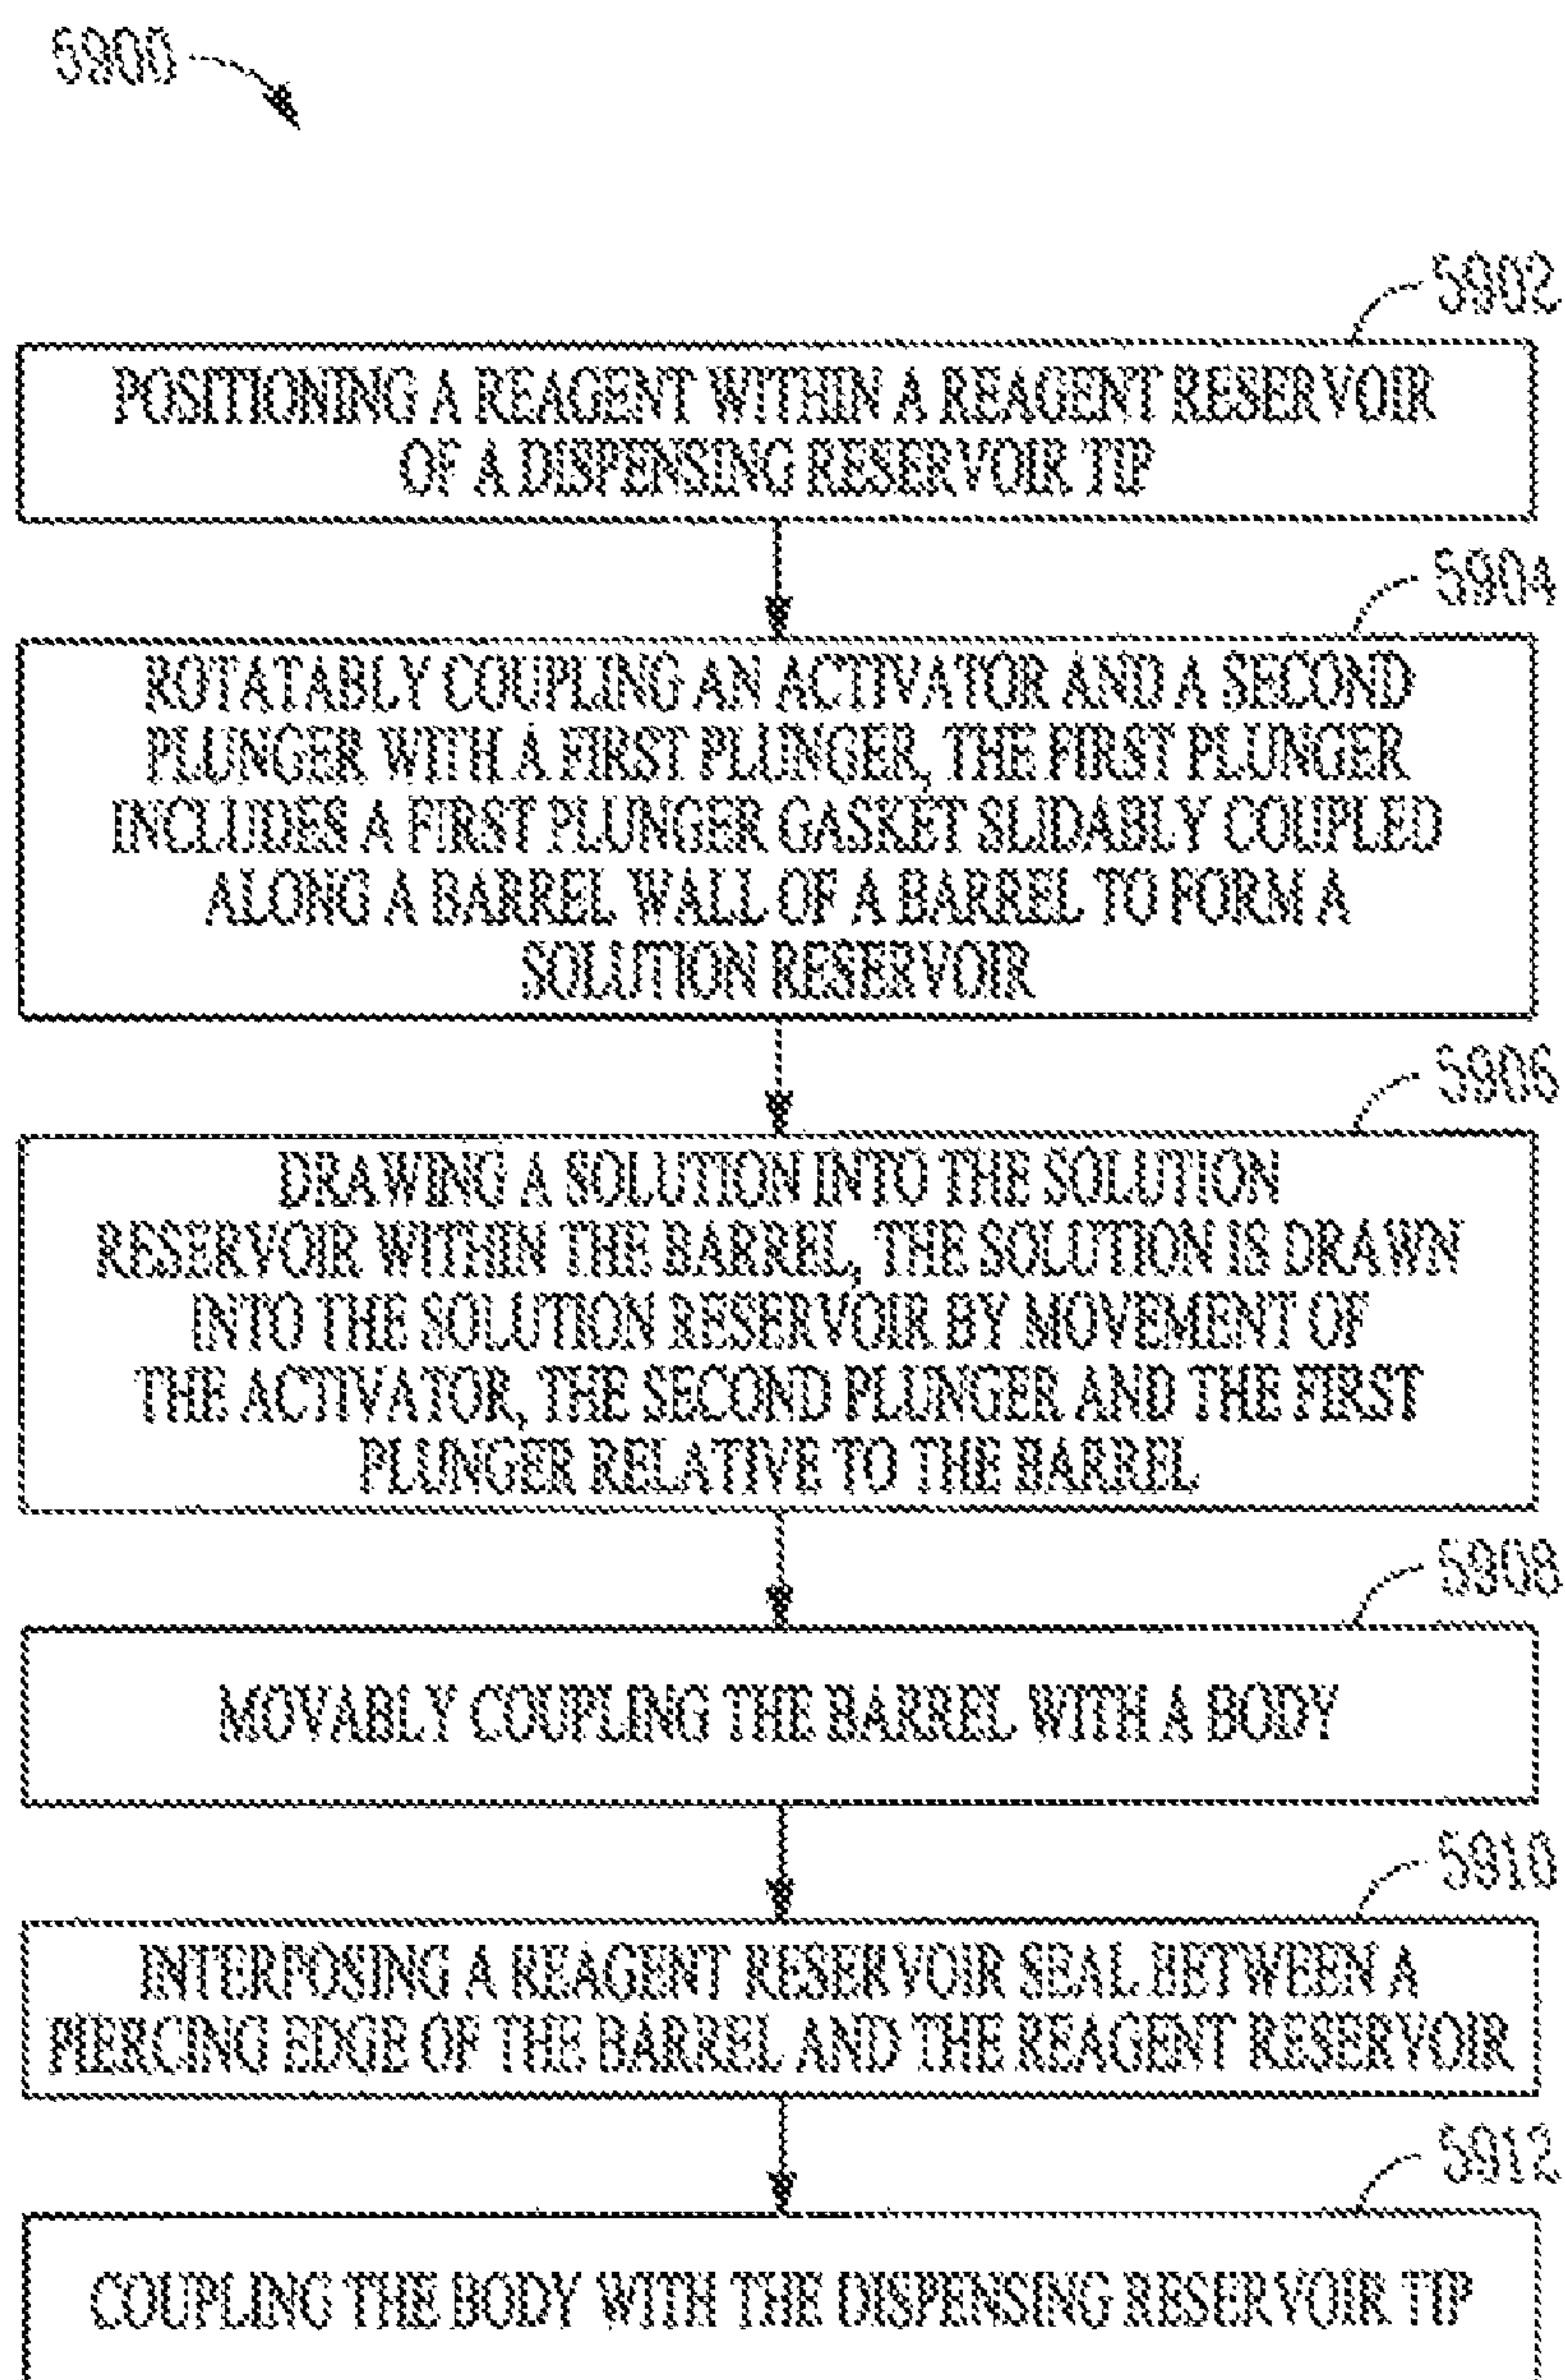 5900
5902
POSITIONING A REAGENT WITHIN A REAGENT RESERVOIR
OF A DISPENSING RESERVOIR TIP
5904
ROTATABLY COUPLING AN ACTIVATOR AND A SECOND
PLUNGER WITH A FIRST PLUNGER, THE FIRST PLUNGER
INCLUDES A FIRST PLUNGER GASKET SLIDABLY COUPLED
ALONG A BARREL WALL OF A BARREL TO FORM A
SOLUTION RESERVOIR
5906
DRAWING A SOLUTION INTO THE SOLUTION
RESERVOIR WITHIN THE BARREL, THE SOLUTION IS DRAWN
INTO THE SOLUTION RESERVOIR BY MOVEMENT OF
THE ACTIVATOR, THE SECOND PLUNGER AND THE FIRST
PLUNGER RELATIVE TO THE BARREL
5908
MOVABLY COUPLING THE BARREL WITH A BODY
5910
INTERPOSING A REAGENT RESERVOIR SEAL BETWEEN A
PIERCING EDGE OF THE BARREL AND THE REAGENT RESERVOIR
5912
COUPLING THE BODY WITH THE DISPENSING RESERVOIR TIP